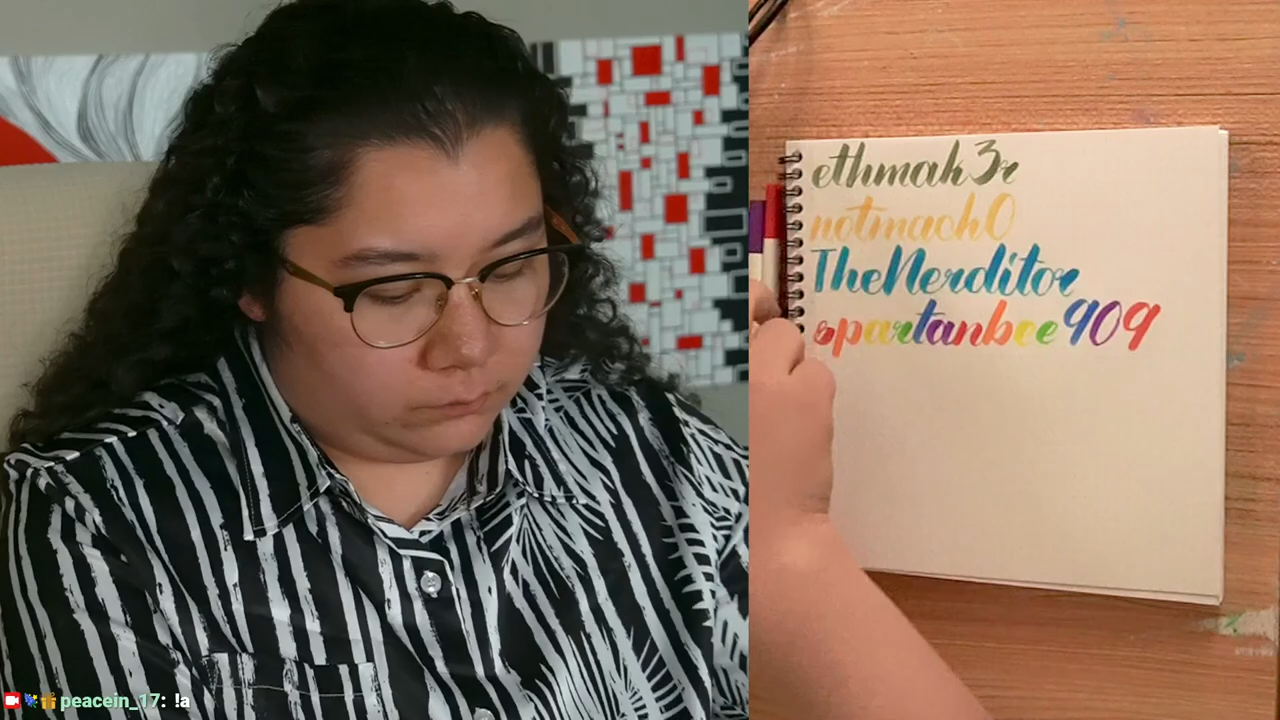 ethmak3r
notmach0
TheNerditor
spartanbee909
peacein_17: !a